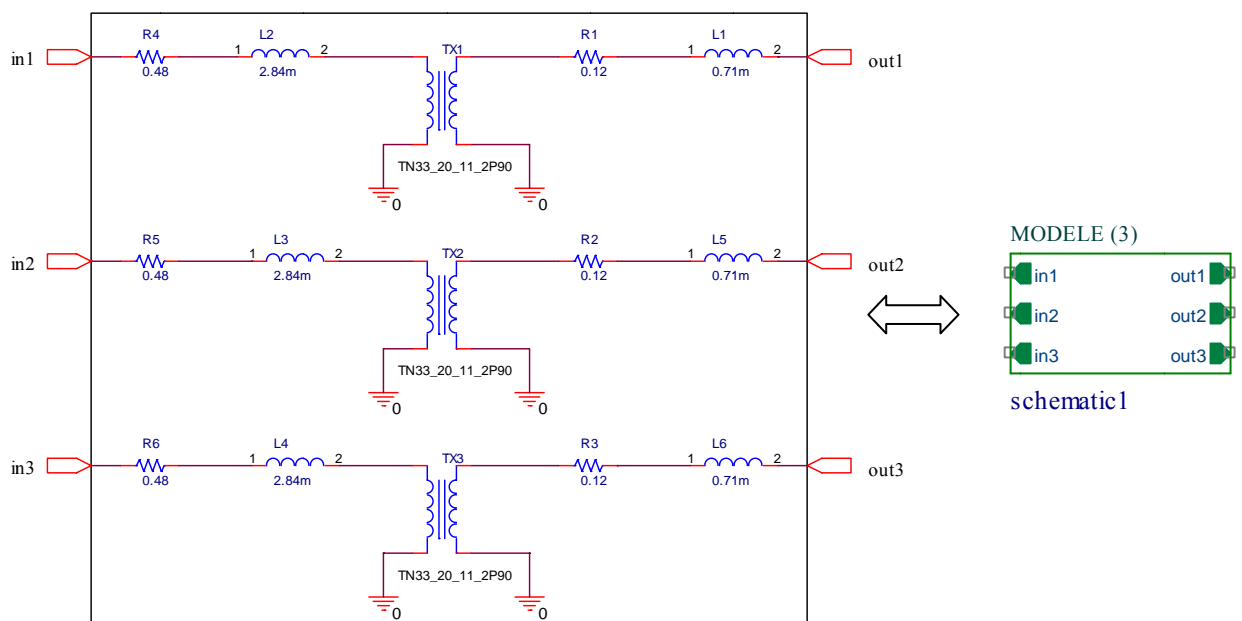 R4 L2 TX1 R1 L1
in1 1 2 1 2 out1
0.48 2.84m 0.12 0.71m
TN33_20_11_2P90
0 0
R5 L3 TX2 R2 L5
in2 1 2 1 2 out2
0.48 2.84m 0.12 0.71m
TN33_20_11_2P90
0 0
R6 L4 TX3 R3 L6
in3 1 2 1 2 out3
0.48 2.84m 0.12 0.71m
TN33_20_11_2P90
0 0
MODELE (3)
in1 out1
in2 out2
in3 out3
schematic1